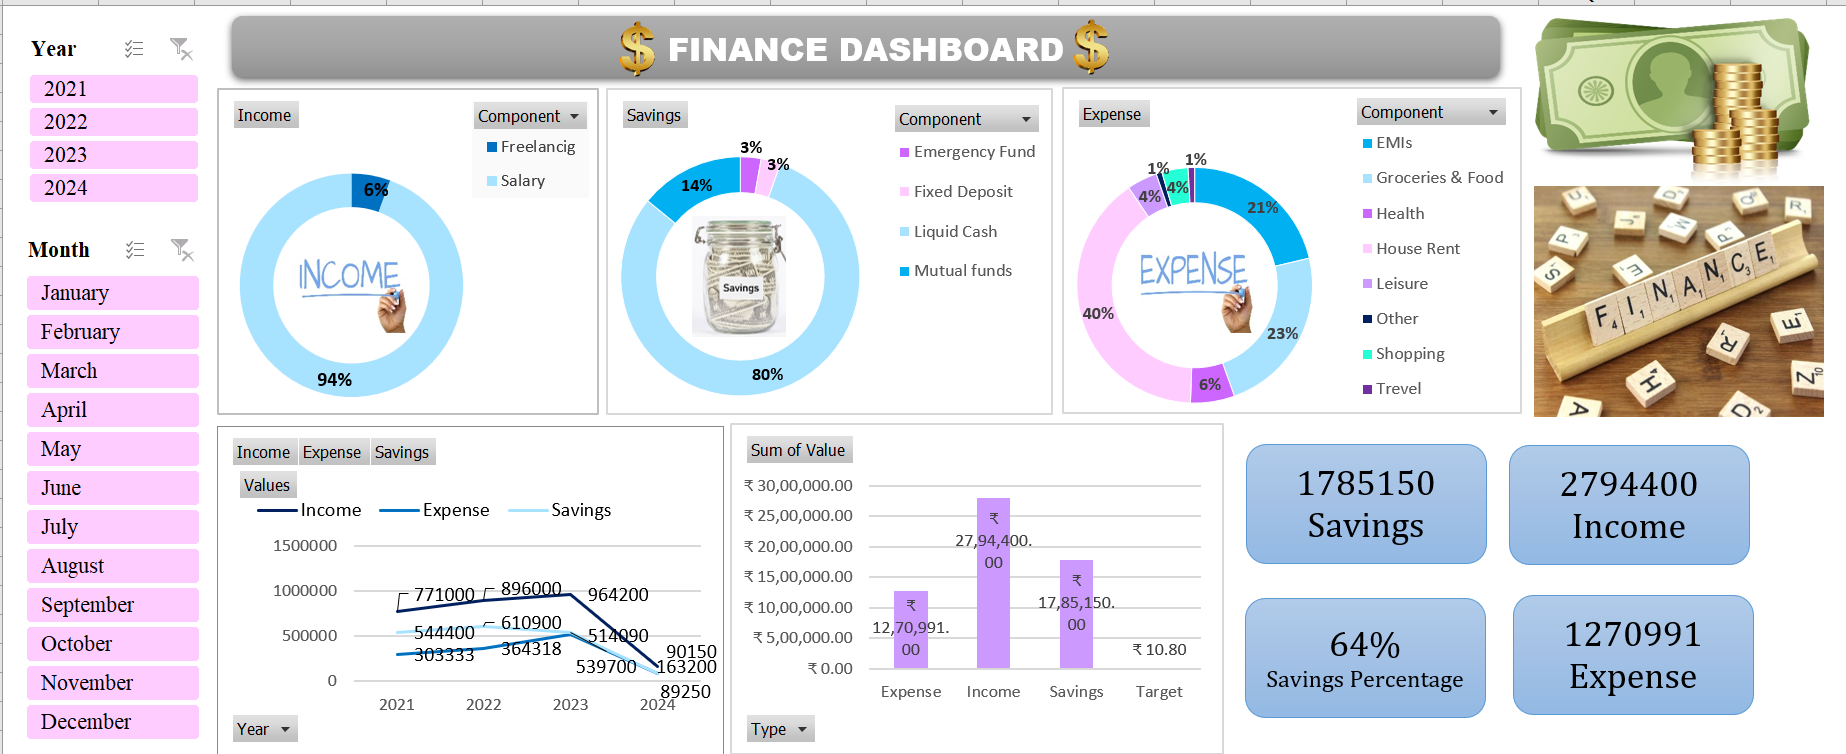 Year
2021
2022
2023
2024
Month
January
February
March
April
May
June
July
August
September
October
November
December
$ FINANCE DASHBOARD $
Income
Component
Freelancig
Salary
6%
94%
INCOME
Savings
Component
Emergency Fund
Fixed Deposit
Liquid Cash
Mutual funds
3%
3%
14%
80%
Savings
Expense
Component
EMIs
Groceries & Food
Health
House Rent
Leisure
Other
Shopping
Trevel
1%
1%
4%
4%
21%
40%
23%
6%
EXPENSE
FINANCE
Income Expense Savings
Values
Income Expense Savings
1500000
1000000
500000
0
771000 896000 964200
544400 610900 514090
303333 364318 539700
90150
163200
89250
2021 2022 2023 2024
Year
Sum of Value
₹ 30,00,000.00
₹ 25,00,000.00
₹ 20,00,000.00
₹ 15,00,000.00
₹ 10,00,000.00
₹ 5,00,000.00
₹ 0.00
₹
12,70,991.
00
₹
27,94,400.
00
₹
17,85,150.
00
₹ 10.80
Expense Income Savings Target
Type
1785150
Savings
2794400
Income
64%
Savings Percentage
1270991
Expense